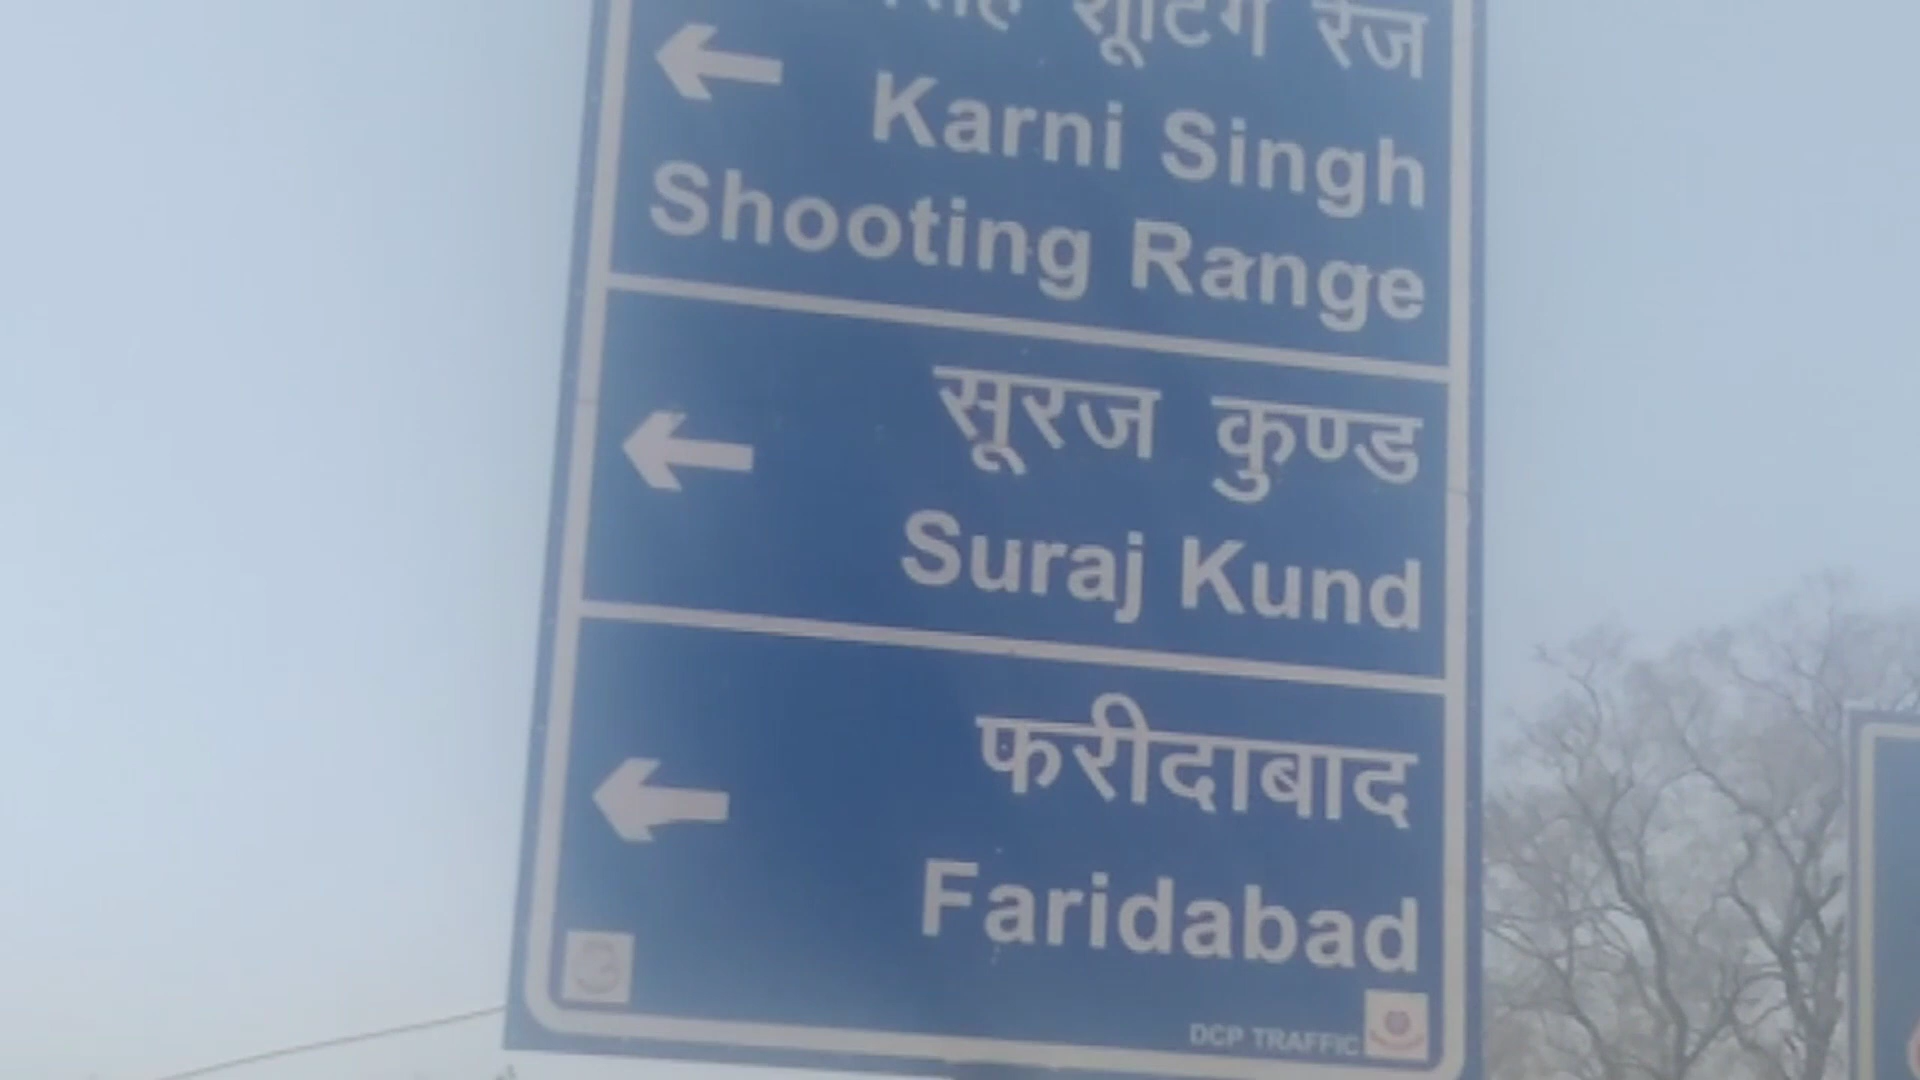 सिंह शूटिंग रेंज
Karni Singh
Shooting Range
सूरज कुण्ड
Suraj Kund
फरीदाबाद
Faridabad
DCP TRAFFIC